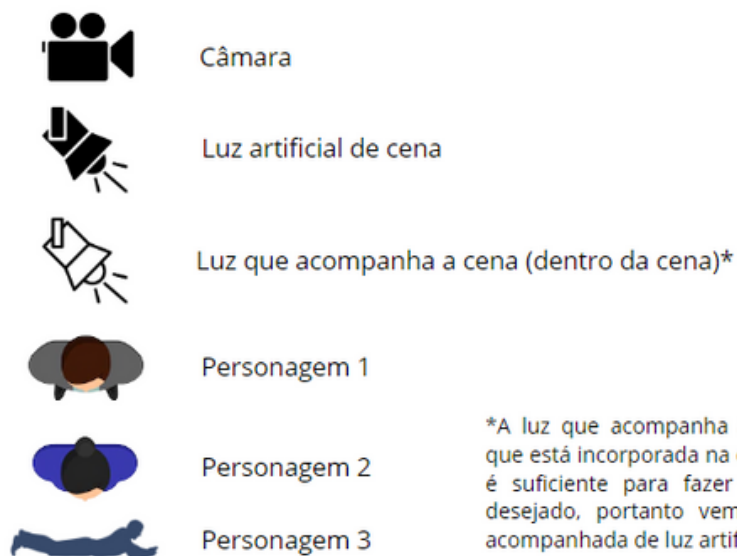 Câmara
Luz artificial de cena
Luz que acompanha a cena (dentro da cena)*
Personagem 1
Personagem 2
Personagem 3
*A luz que acompanha
que está incorporada na
é suficiente para fazer
desejado, portanto vem
acompanhada de luz